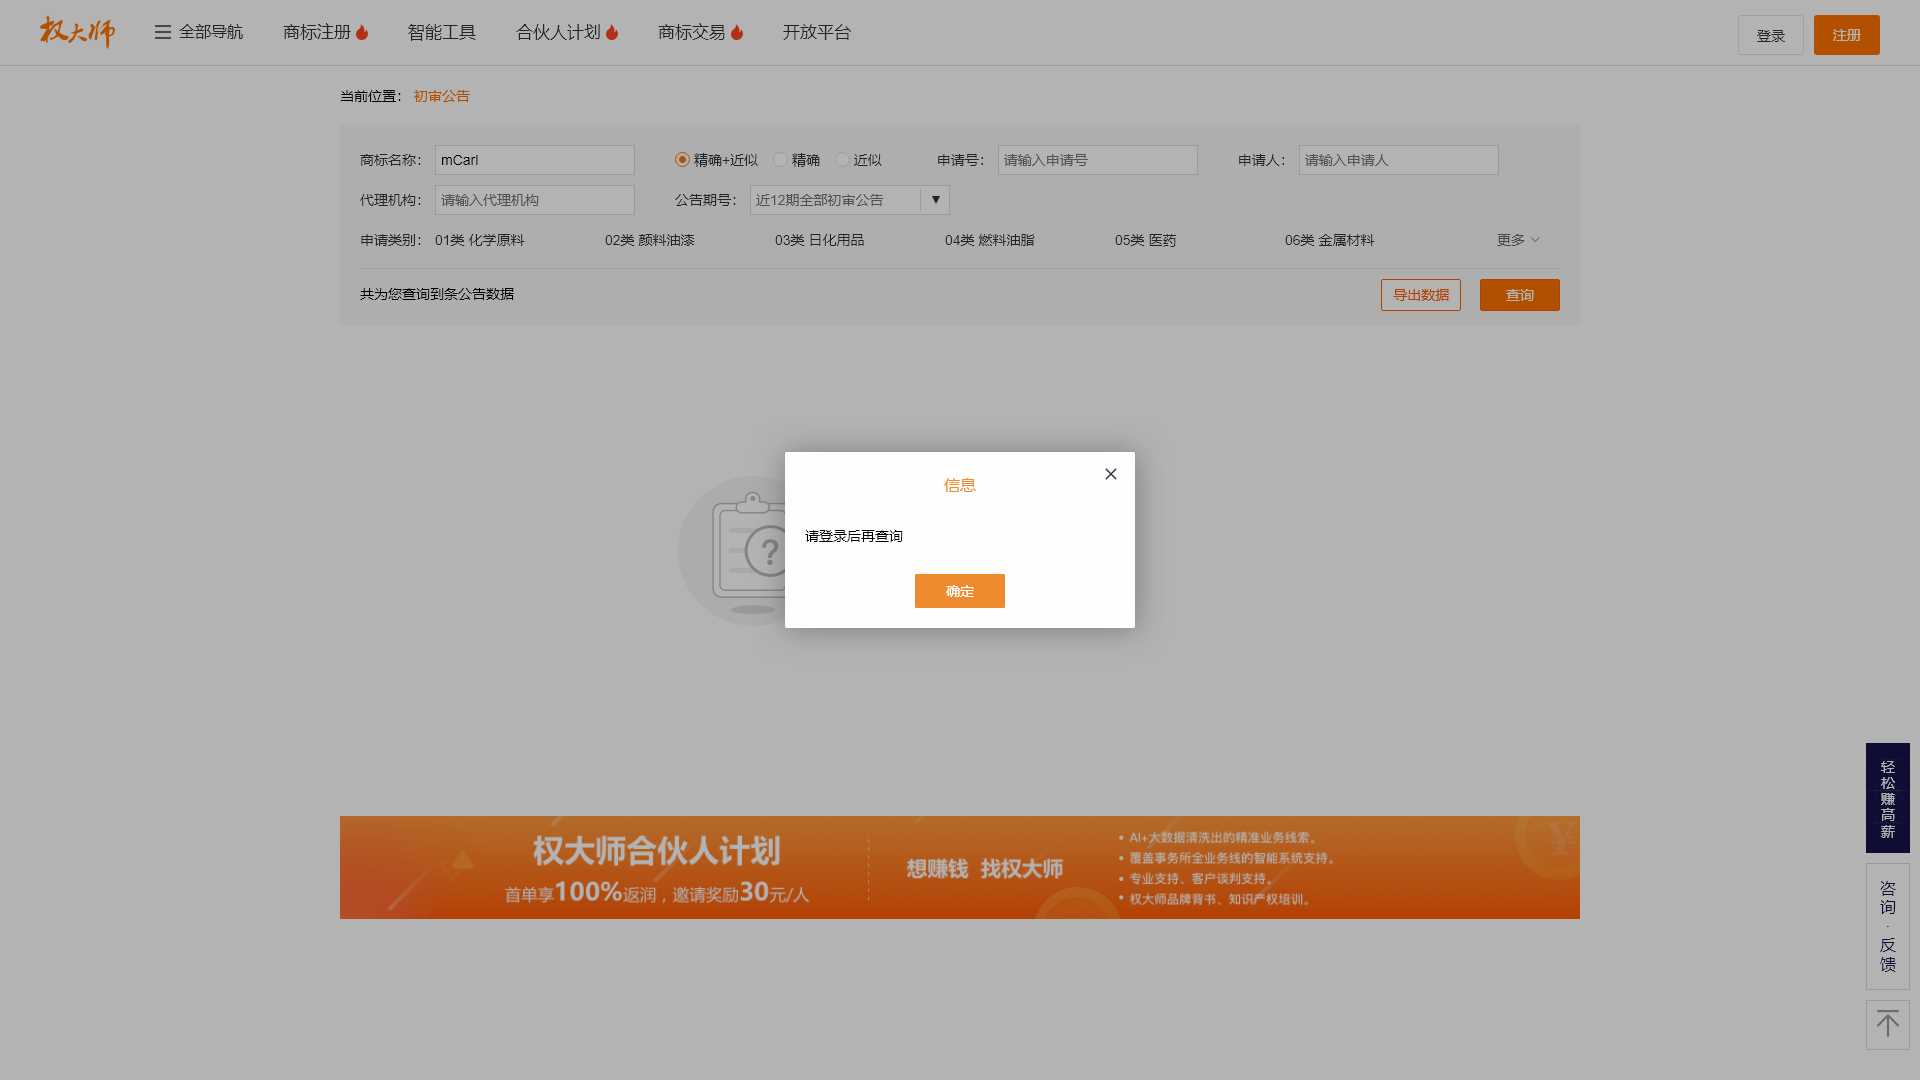 权大师
全部导航
商标注册
智能工具
合伙人计划
商标交易
开放平台
登录
注册
当前位置： 初审公告
商标名称： mCarl 精确+近似 精确 近似 申请号： 请输入申请号 申请人： 请输入申请人
代理机构： 请输入代理机构 公告期号： 近12期全部初审公告 ▼
申请类别： 01类 化学原料 02类 颜料油漆 03类 日化用品 04类 燃料油脂 05类 医药 06类 金属材料 更多
共为您查询到条公告数据
导出数据
查询
信息
请登录后再查询
确定
?
权大师合伙人计划
首单享100%返润，邀请奖励30元/人
想赚钱 找权大师
• AI+大数据清洗出的精准业务线索。
• 覆盖事务所全业务线的智能系统支持。
• 专业支持、客户谈判支持。
• 权大师品牌背书、知识产权培训。
¥
轻松赚高薪
咨询·反馈